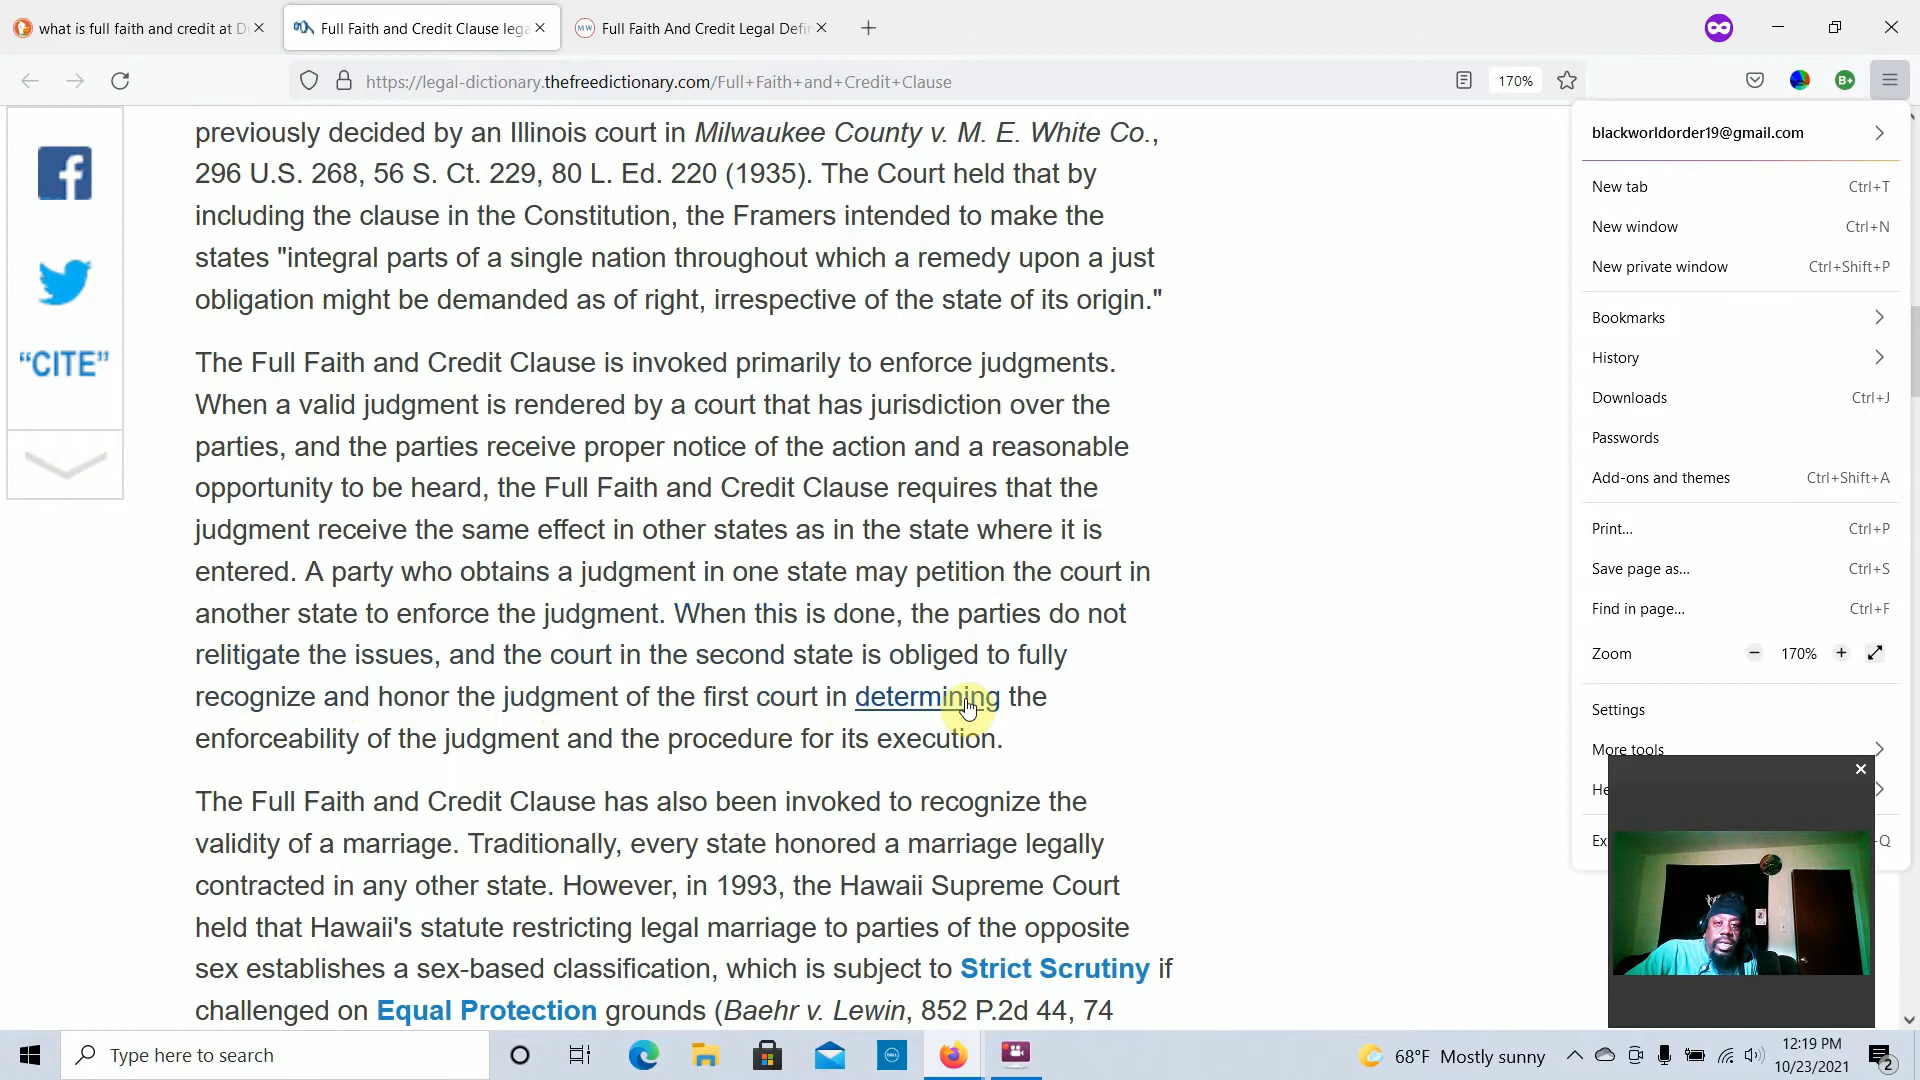 what is full faith and credit at D
Full Faith and Credit Clause lega
MW
Full Faith And Credit Legal Defin
https://legal-dictionary.thefreedictionary.com/Full+Faith+and+Credit+Clause
170%
B+
previously decided by an Illinois court in Milwaukee County v. M. E. White Co.,
296 U.S. 268, 56 S. Ct. 229, 80 L. Ed. 220 (1935). The Court held that by
including the clause in the Constitution, the Framers intended to make the
states "integral parts of a single nation throughout which a remedy upon a just
obligation might be demanded as of right, irrespective of the state of its origin."
The Full Faith and Credit Clause is invoked primarily to enforce judgments.
When a valid judgment is rendered by a court that has jurisdiction over the
parties, and the parties receive proper notice of the action and a reasonable
opportunity to be heard, the Full Faith and Credit Clause requires that the
judgment receive the same effect in other states as in the state where it is
entered. A party who obtains a judgment in one state may petition the court in
another state to enforce the judgment. When this is done, the parties do not
relitigate the issues, and the court in the second state is obliged to fully
recognize and honor the judgment of the first court in determining the
enforceability of the judgment and the procedure for its execution.
The Full Faith and Credit Clause has also been invoked to recognize the
validity of a marriage. Traditionally, every state honored a marriage legally
contracted in any other state. However, in 1993, the Hawaii Supreme Court
held that Hawaii's statute restricting legal marriage to parties of the opposite
sex establishes a sex-based classification, which is subject to Strict Scrutiny if
challenged on Equal Protection grounds (Baehr v. Lewin, 852 P.2d 44, 74
“CITE”
blackworldorder19@gmail.com
New tab Ctrl+T
New window Ctrl+N
New private window Ctrl+Shift+P
Bookmarks
History
Downloads Ctrl+J
Passwords
Add-ons and themes Ctrl+Shift+A
Print... Ctrl+P
Save page as... Ctrl+S
Find in page... Ctrl+F
Zoom 170%
Settings
More tools
He
Ex Q
Type here to search
DELL
68°F Mostly sunny
12:19 PM
10/23/2021
2